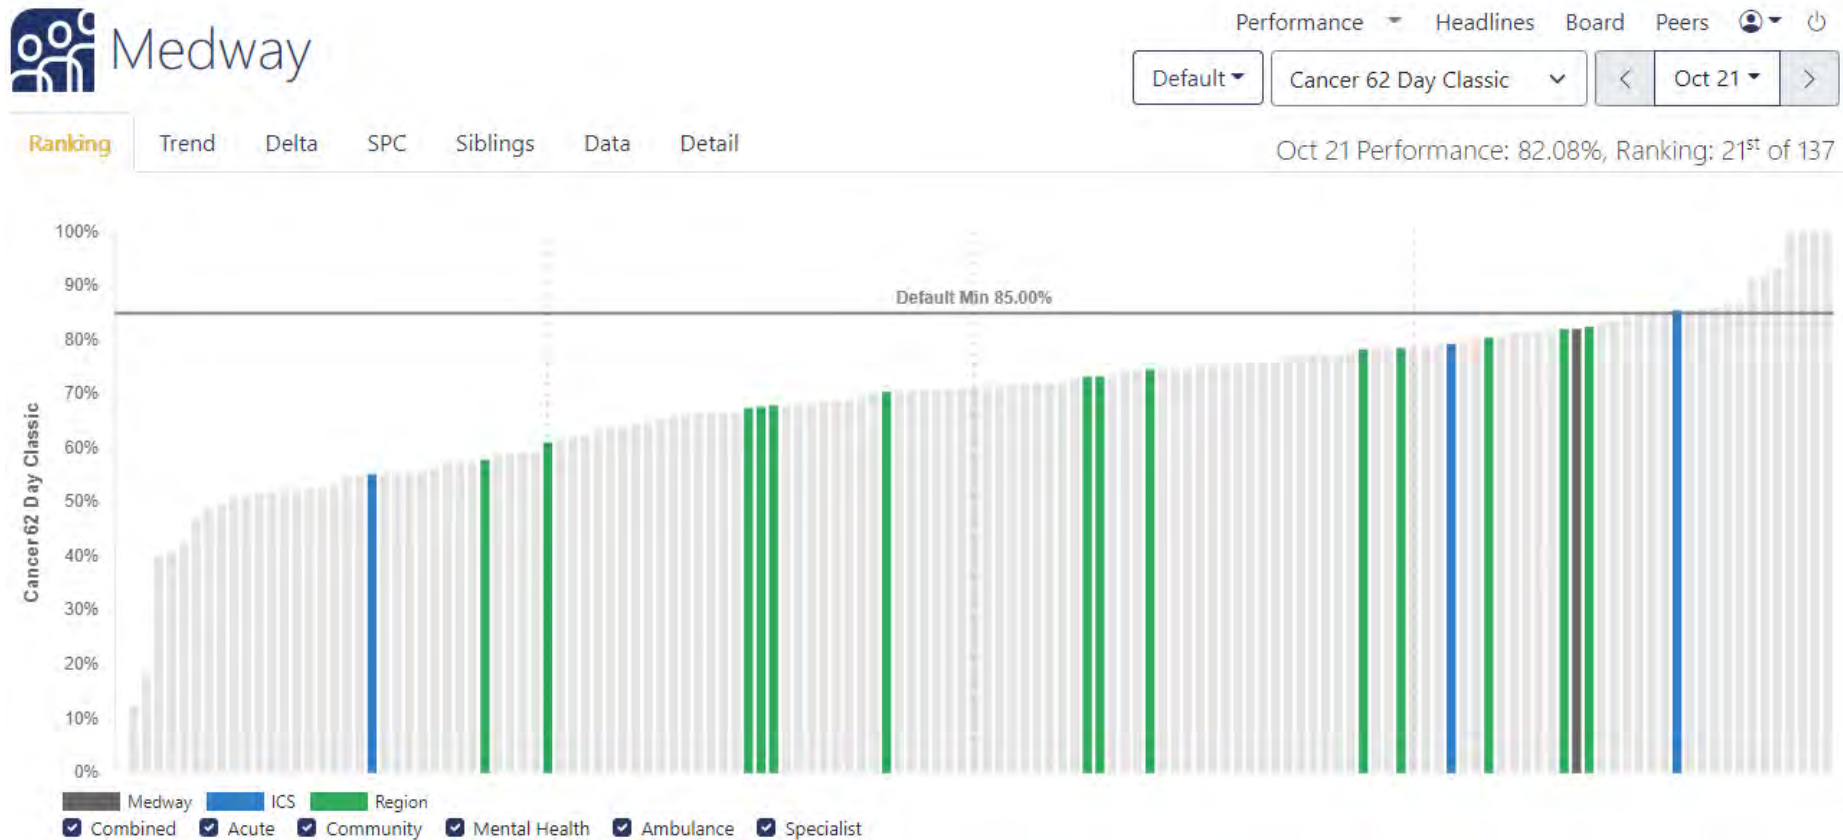 Medway
Performance Headlines Board Peers
Default Cancer 62 Day Classic < Oct 21 >
Ranking Trend Delta SPC Siblings Data Detail
Oct 21 Performance: 82.08%, Ranking: 21st of 137
100%
90%
Default Min 85.00%
80%
70%
60%
50%
40%
30%
20%
10%
0%
Cancer 62 Day Classic
Medway ICS Region
Combined Acute Community Mental Health Ambulance Specialist